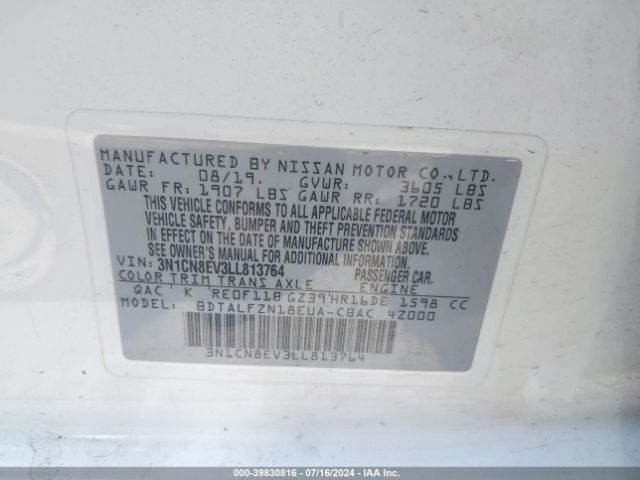 MANUFACTURED BY NISSAN MOTOR CO., LTD.
DATE: 08/19. GVWR: 3605 LBS
GAWR FR: 1907 LBS GAWR RR: 1720 LBS
THIS VEHICLE CONFORMS TO ALL APPLICABLE FEDERAL MOTOR
VEHICLE SAFETY, BUMPER AND THEFT PREVENTION STANDARDS
IN EFFECT ON THE DATE OF MANUFACTURE SHOWN ABOVE.
SEE OWNER'S MANUAL FOR ADDITIONAL INFORMATION
VIN: 3N1CN8EV3LL813764 PASSENGER CAR.
COLOR TRIM TRANS AXLE ENGINE
QAC K RE0F11B GZ39 HR16DE 1598 CC
MODEL: BDTALFZN18EUA-CBAC 4Z000
3N1CN8EV3LL813764
000-39830816 - 07/16/2024 - IAA Inc.